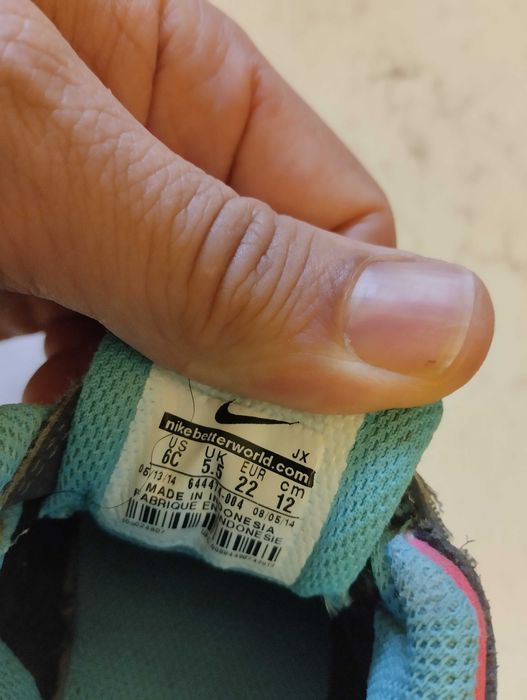 nikebetterworld.com
JX
US UK EUR cm
6C 5.5 22 12
05/13/14 08/05/14
MADE IN INDONESIA
FABRIQUE EN INDONESIE